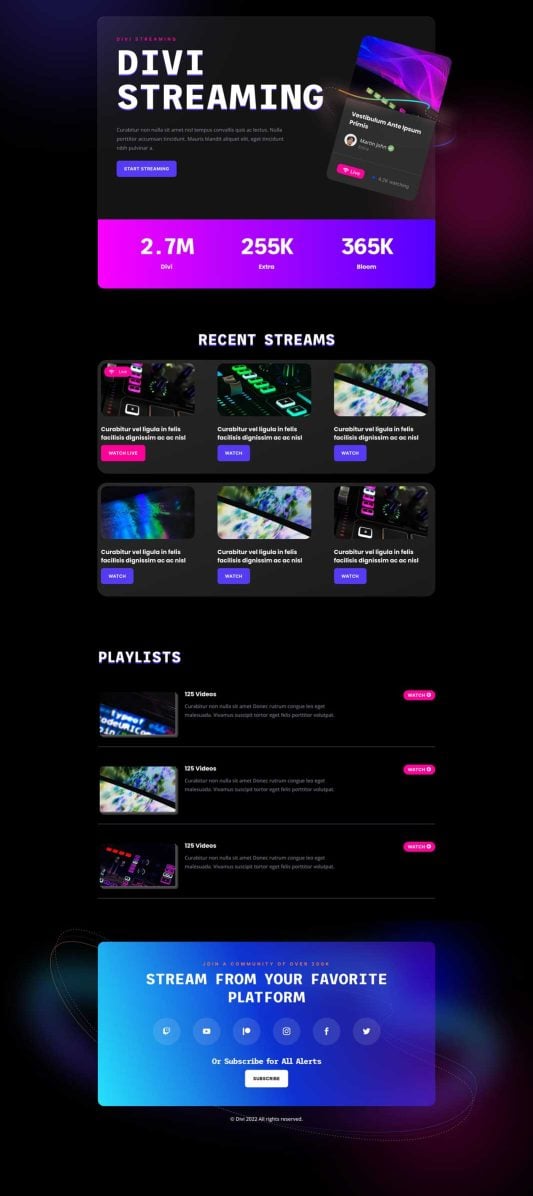 DIVI STREAMING
DIVI
STREAMING
Curabitur non nulla sit amet nisl tempus convallis quis ac lectus. Nulla
porttitor accumsan tincidunt. Mauris blandit aliquet elit, eget tincidunt
nibh pulvinar a.
START STREAMING
Vestibulum Ante Ipsum
Primis
Martin John
Live
4.2K watching
2.7M
255K
365K
Divi
Extra
Bloom
RECENT STREAMS
Live
Curabitur vel ligula in felis
facilisis dignissim ac ac nisl
WATCH LIVE
Curabitur vel ligula in felis
facilisis dignissim ac ac nisl
WATCH
Curabitur vel ligula in felis
facilisis dignissim ac ac nisl
WATCH
Curabitur vel ligula in felis
facilisis dignissim ac ac nisl
WATCH
Curabitur vel ligula in felis
facilisis dignissim ac ac nisl
WATCH
Curabitur vel ligula in felis
facilisis dignissim ac ac nisl
WATCH
PLAYLISTS
typeof
125 Videos
Curabitur non nulla sit amet Donec rutrum congue leo eget
malesuada. Vivamus suscipit tortor eget felis porttitor volutpat.
WATCH
125 Videos
Curabitur non nulla sit amet Donec rutrum congue leo eget
malesuada. Vivamus suscipit tortor eget felis porttitor volutpat.
WATCH
125 Videos
Curabitur non nulla sit amet Donec rutrum congue leo eget
malesuada. Vivamus suscipit tortor eget felis porttitor volutpat.
WATCH
JOIN A COMMUNITY OF OVER 300K
STREAM FROM YOUR FAVORITE
PLATFORM
Or Subscribe for All Alerts
SUBSCRIBE
© Divi 2022 All rights reserved.